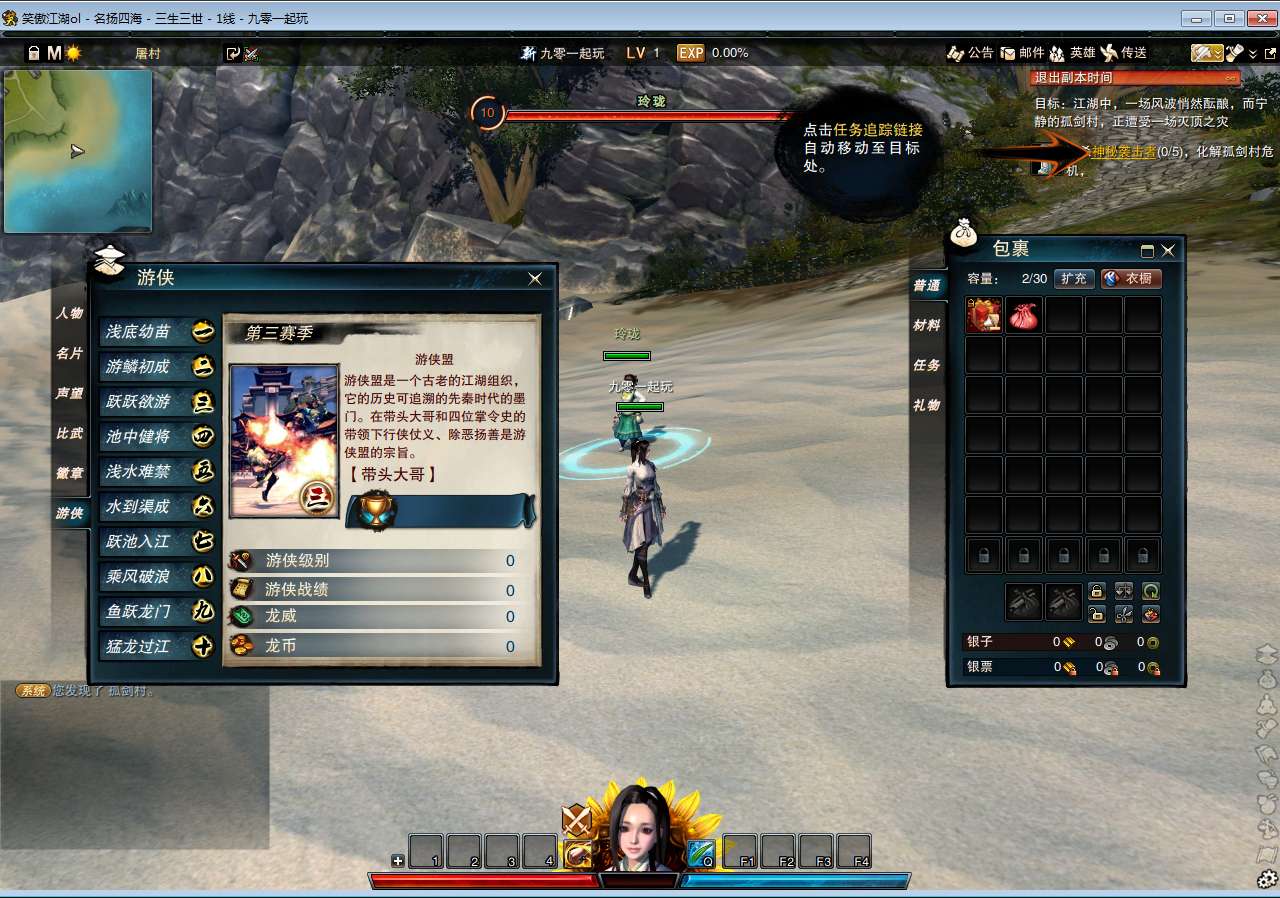 笑傲江湖ol - 名扬四海 - 三生三世 - 1线 - 九零一起玩
M
屠村
新 九零一起玩 LV 1 EXP 0.00%
公告 邮件 英雄 传送
退出副本时间
目标：江湖中，一场风波悄然酝酿，而宁
静的孤剑村，正遭受一场灭顶之灾
神秘袭击者(0/5)，化解孤剑村危
机，
10
玲珑
点击任务追踪链接
自动移动至目标
处。
游侠
人物
名片
声望
比武
徽章
游侠
浅底幼苗 一
游鳞初成 二
跃跃欲游 三
池中健将 四
浅水难禁 五
水到渠成 六
跃池入江 七
乘风破浪 八
鱼跃龙门 九
猛龙过江 十
第三赛季
三
游侠盟
游侠盟是一个古老的江湖组织，
它的历史可追溯的先秦时代的墨
门。在带头大哥和四位掌令史的
带领下行侠仗义、除恶扬善是游
侠盟的宗旨。
【带头大哥】
游侠级别 0
游侠战绩 0
龙威 0
龙币 0
玲珑
九零一起玩
包裹
普通
材料
任务
礼物
容量： 2/30 扩充 衣橱
银子 0 0 0
银票 0 0 0
系统 您发现了 孤剑村。
1 2 3 4 Q F1 F2 F3 F4